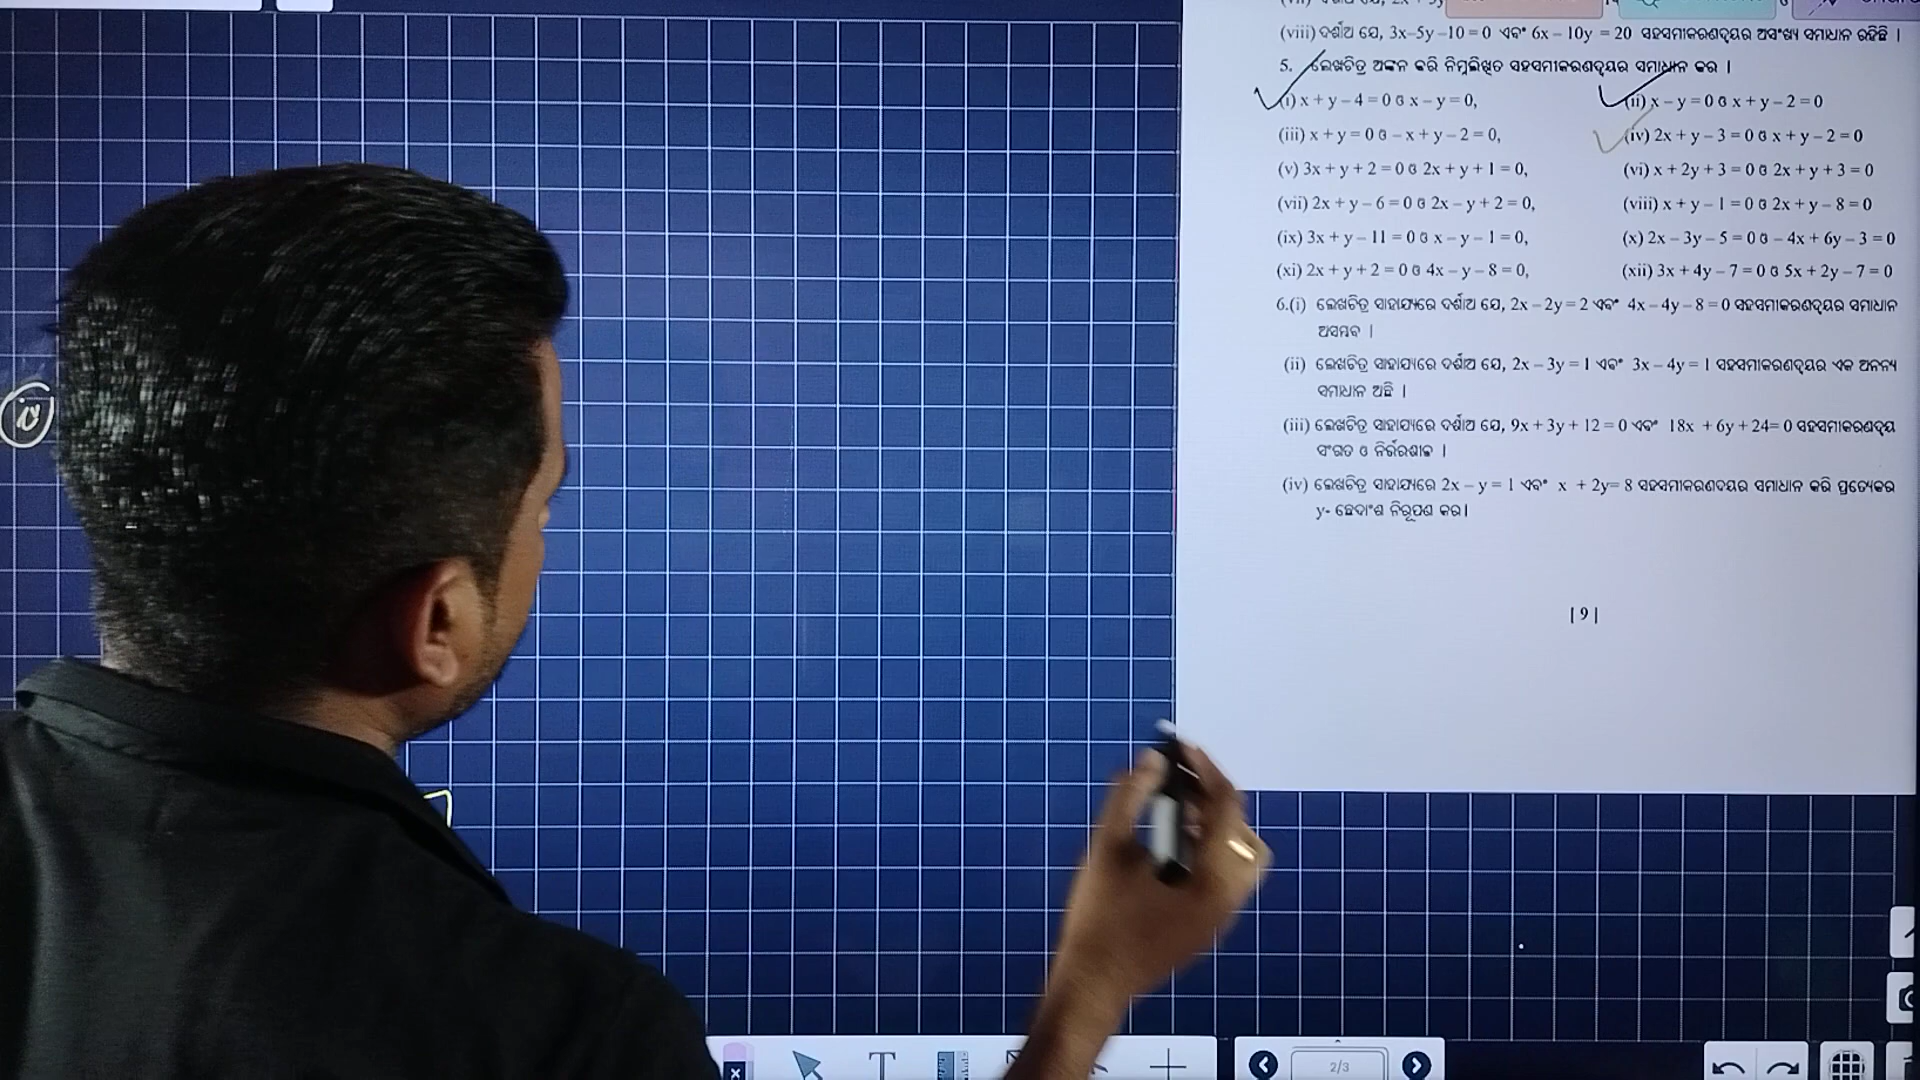 (viii) ଦର୍ଶାଅ ଯେ, 3x–5y –10 = 0 ଏବଂ 6x – 10y = 20 ସହସମୀକରଣଦ୍ୱୟର ଅସଂଖ୍ୟ ସମାଧାନ ରହିଛି ।
5. ଲେଖଚିତ୍ର ଅଙ୍କନ କରି ନିମ୍ନଲିଖିତ ସହସମୀକରଣଦ୍ୱୟର ସମାଧାନ କର ।
(i) x + y – 4 = 0 ଓ x – y = 0, (ii) x – y = 0 ଓ x + y – 2 = 0
(iii) x + y = 0 ଓ – x + y – 2 = 0, (iv) 2x + y – 3 = 0 ଓ x + y – 2 = 0
(v) 3x + y + 2 = 0 ଓ 2x + y + 1 = 0, (vi) x + 2y + 3 = 0 ଓ 2x + y + 3 = 0
(vii) 2x + y – 6 = 0 ଓ 2x – y + 2 = 0, (viii) x + y – 1 = 0 ଓ 2x + y – 8 = 0
(ix) 3x + y – 11 = 0 ଓ x – y – 1 = 0, (x) 2x – 3y – 5 = 0 ଓ – 4x + 6y – 3 = 0
(xi) 2x + y + 2 = 0 ଓ 4x – y – 8 = 0, (xii) 3x + 4y – 7 = 0 ଓ 5x + 2y – 7 = 0
6.(i) ଲେଖଚିତ୍ର ସାହାଯ୍ୟରେ ଦର୍ଶାଅ ଯେ, 2x – 2y = 2 ଏବଂ 4x – 4y – 8 = 0 ସହସମୀକରଣଦ୍ୱୟର ସମାଧାନ
ଅସମ୍ଭବ ।
(ii) ଲେଖଚିତ୍ର ସାହାଯ୍ୟରେ ଦର୍ଶାଅ ଯେ, 2x – 3y = 1 ଏବଂ 3x – 4y = 1 ସହସମୀକରଣଦ୍ୱୟର ଏକ ଅନନ୍ୟ
ସମାଧାନ ଅଛି ।
(iii) ଲେଖଚିତ୍ର ସାହାଯ୍ୟରେ ଦର୍ଶାଅ ଯେ, 9x + 3y + 12 = 0 ଏବଂ 18x + 6y + 24= 0 ସହସମୀକରଣଦ୍ୱୟ
ସଂଗତ ଓ ନିର୍ଭରଶୀଳ ।
(iv) ଲେଖଚିତ୍ର ସାହାଯ୍ୟରେ 2x – y = 1 ଏବଂ x + 2y= 8 ସହସମୀକରଣଦ୍ୱୟର ସମାଧାନ କରି ପ୍ରତ୍ୟେକର
y- ଛେଦାଂଶ ନିରୂପଣ କର।
[ 9 ]
iv
2/3